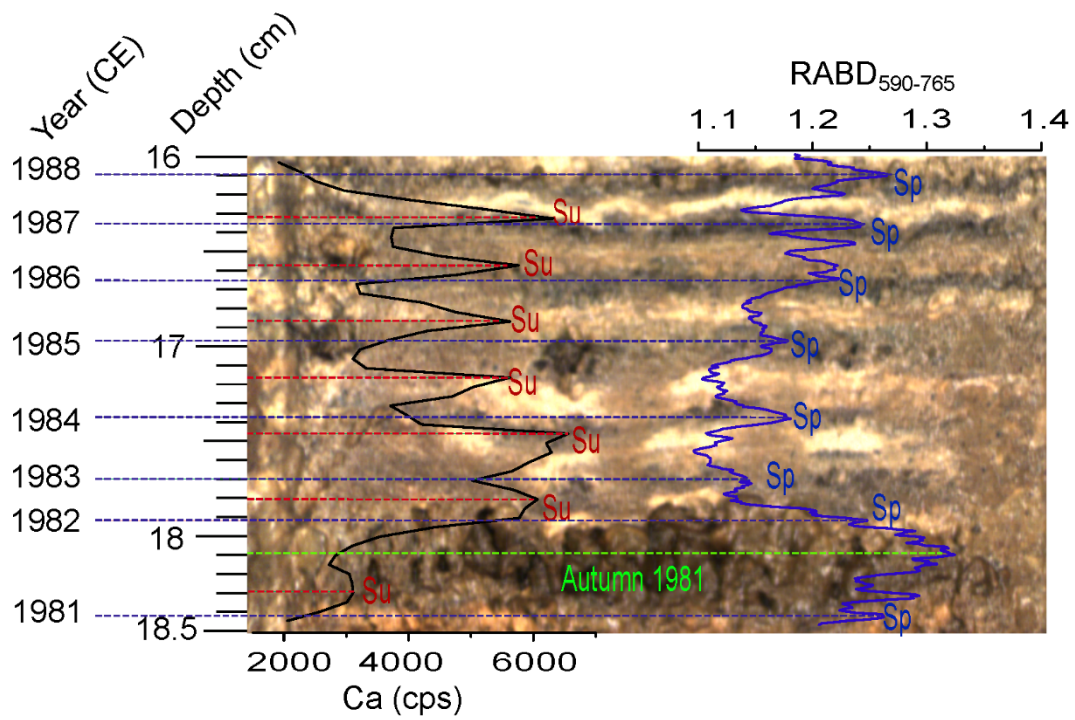 Year (CE)
Depth (cm)
RABD590-765
1.1 1.2 1.3 1.4
1988 16
Sp
Su
1987
Sp
Su
1986
Sp
Su
1985 17
Sp
Su
1984
Sp
Su
1983
Sp
Su
1982
Sp
18
Autumn 1981
Su
1981
Sp
18.5
2000 4000 6000
Ca (cps)